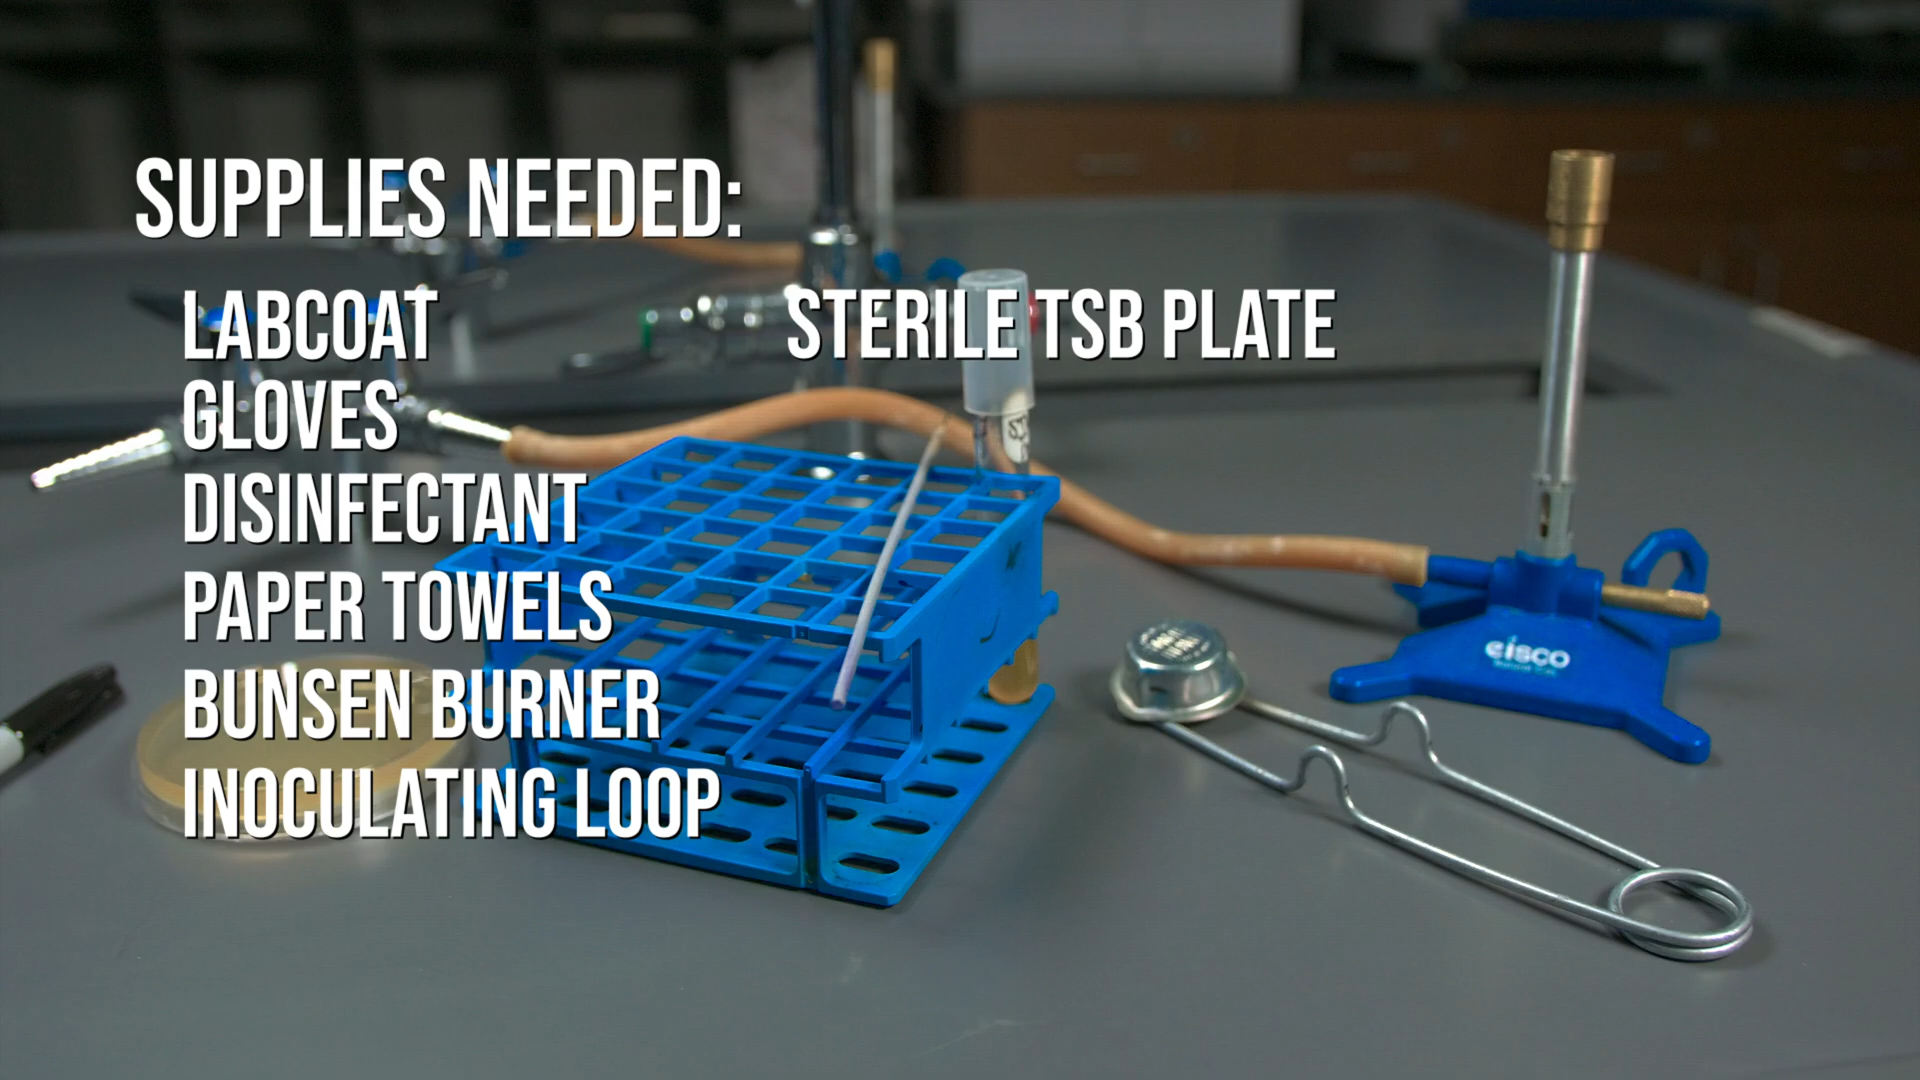 SUPPLIES NEEDED:
LABCOAT
GLOVES
DISINFECTANT
PAPER TOWELS
BUNSEN BURNER
INOCULATING LOOP
STERILE TSB PLATE
eisco